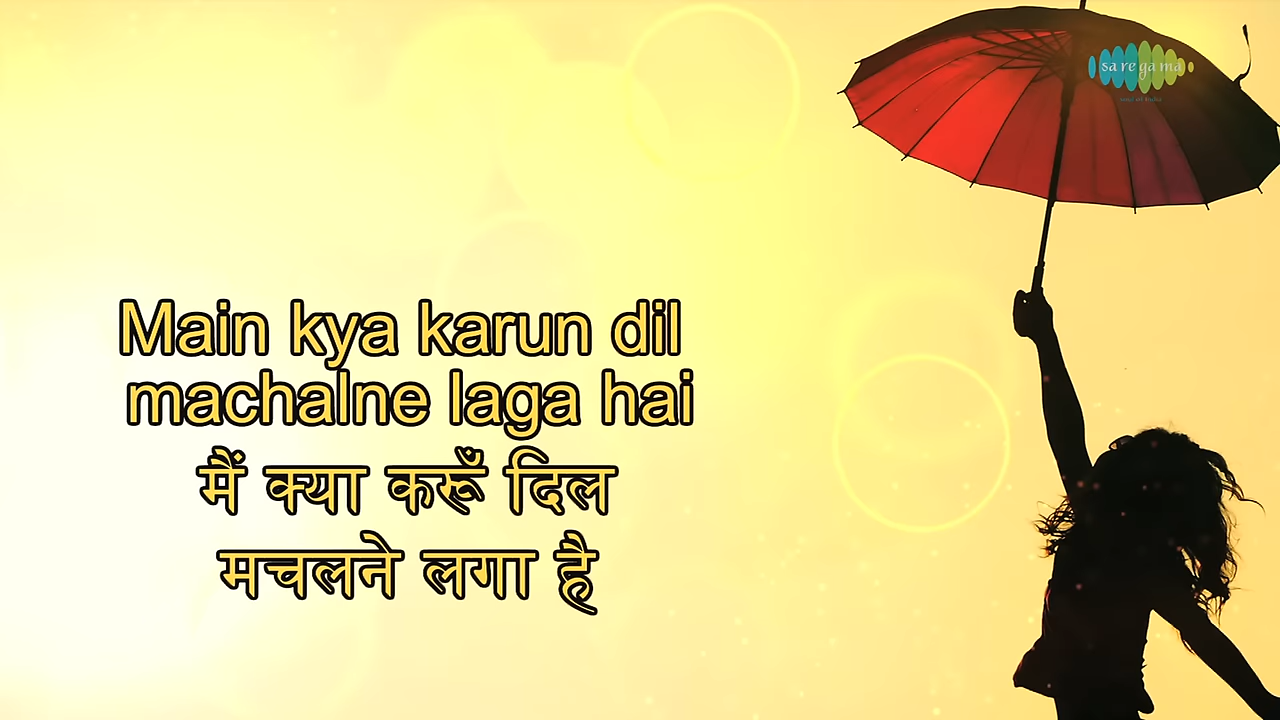 sa re ga ma
Main kya karun dil
machalne laga hai
मैं क्या करूँ दिल
मचलने लगा है